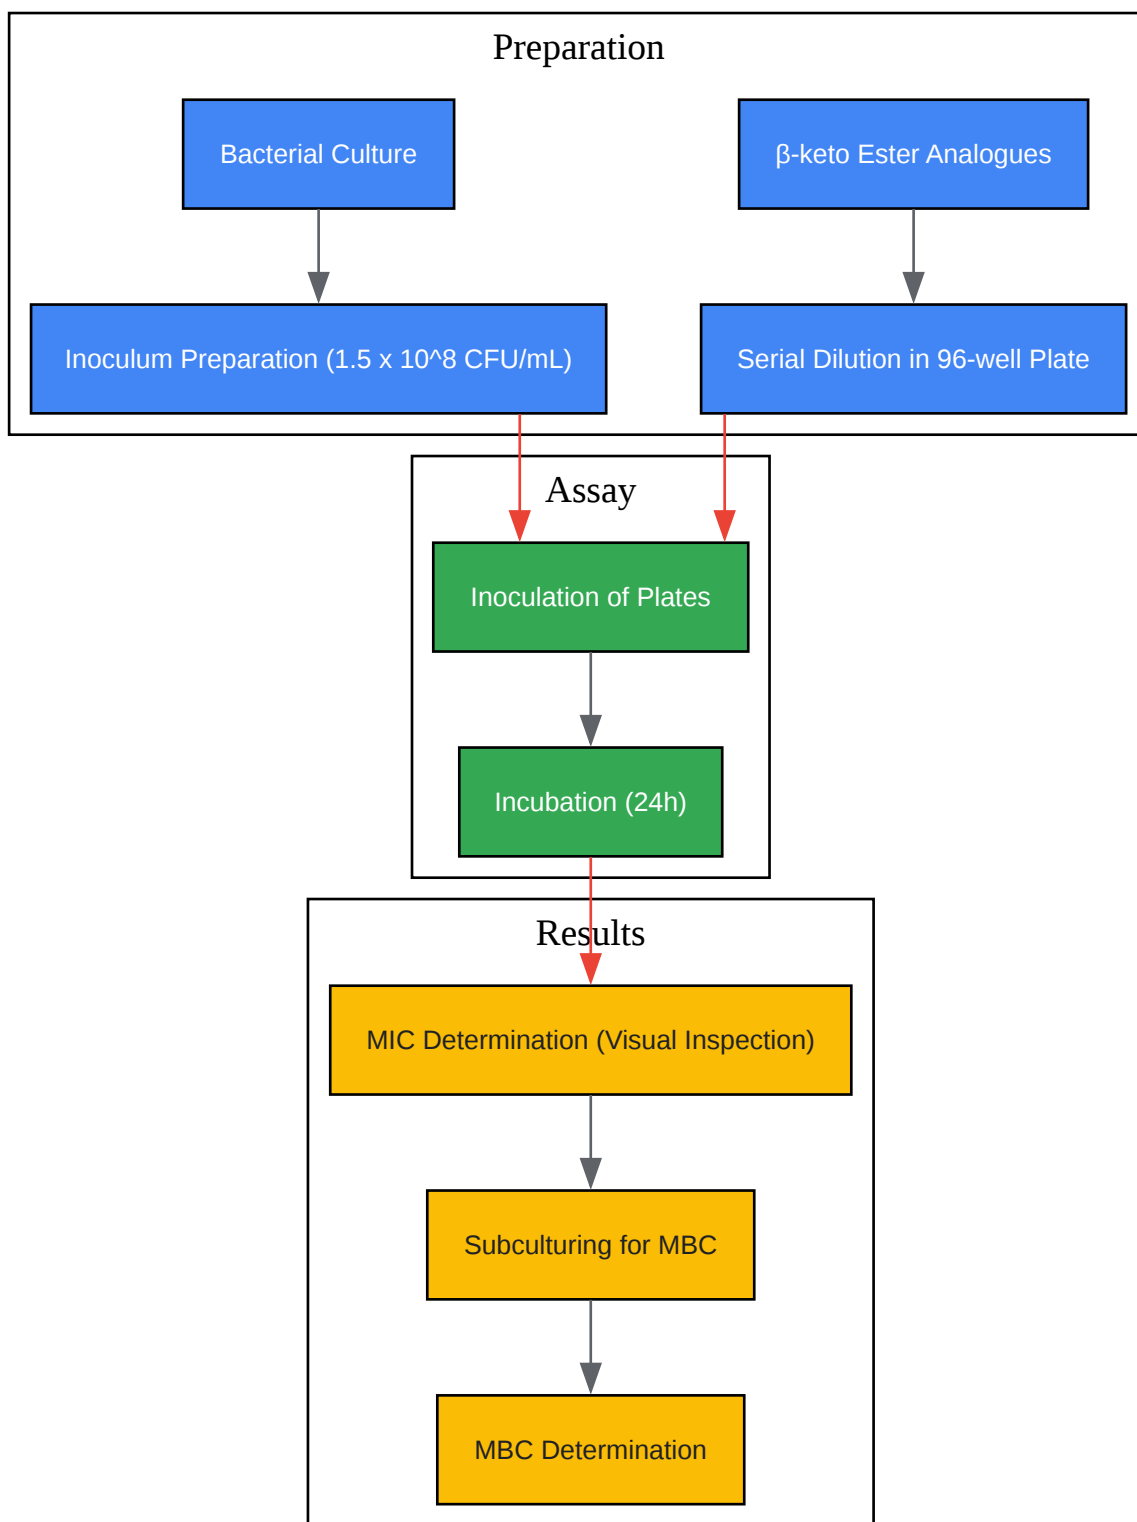 Preparation
Bacterial Culture
β-keto Ester Analogues
Inoculum Preparation (1.5 x 10^8 CFU/mL)
Serial Dilution in 96-well Plate
Assay
Inoculation of Plates
Incubation (24h)
Results
MIC Determination (Visual Inspection)
Subculturing for MBC
MBC Determination